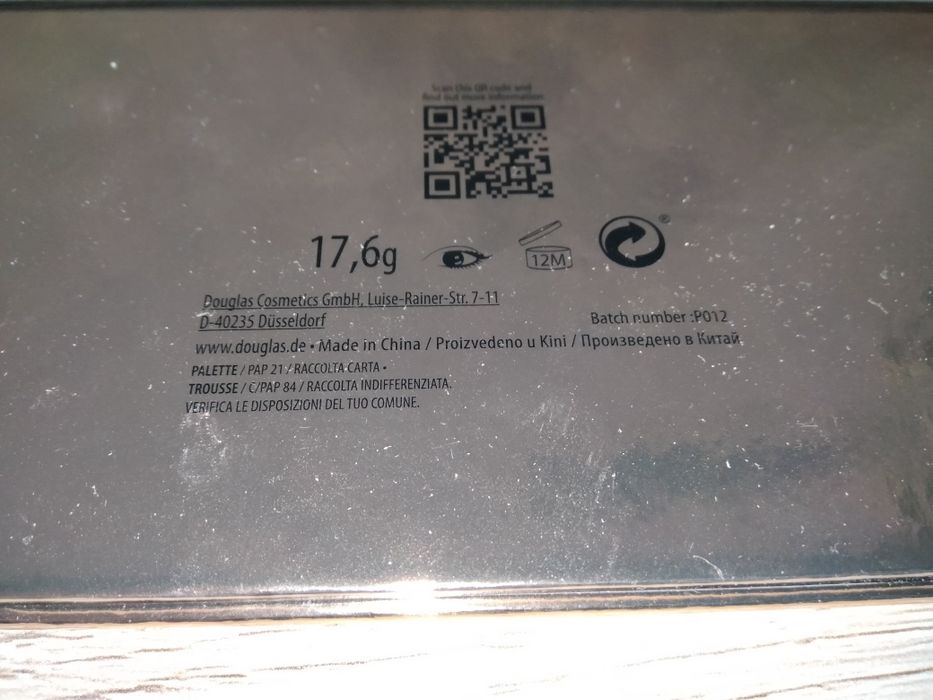 Scan this QR code and
find out more information
17,6g
12M
®
Douglas Cosmetics GmbH, Luise-Rainer-Str. 7-11
D-40235 Düsseldorf
Batch number :P012
www.douglas.de • Made in China / Proizvedeno u Kini / Произведено в Китай
PALETTE / PAP 21 / RACCOLTA CARTA •
TROUSSE / C/PAP 84 / RACCOLTA INDIFFERENZIATA.
VERIFICA LE DISPOSIZIONI DEL TUO COMUNE.